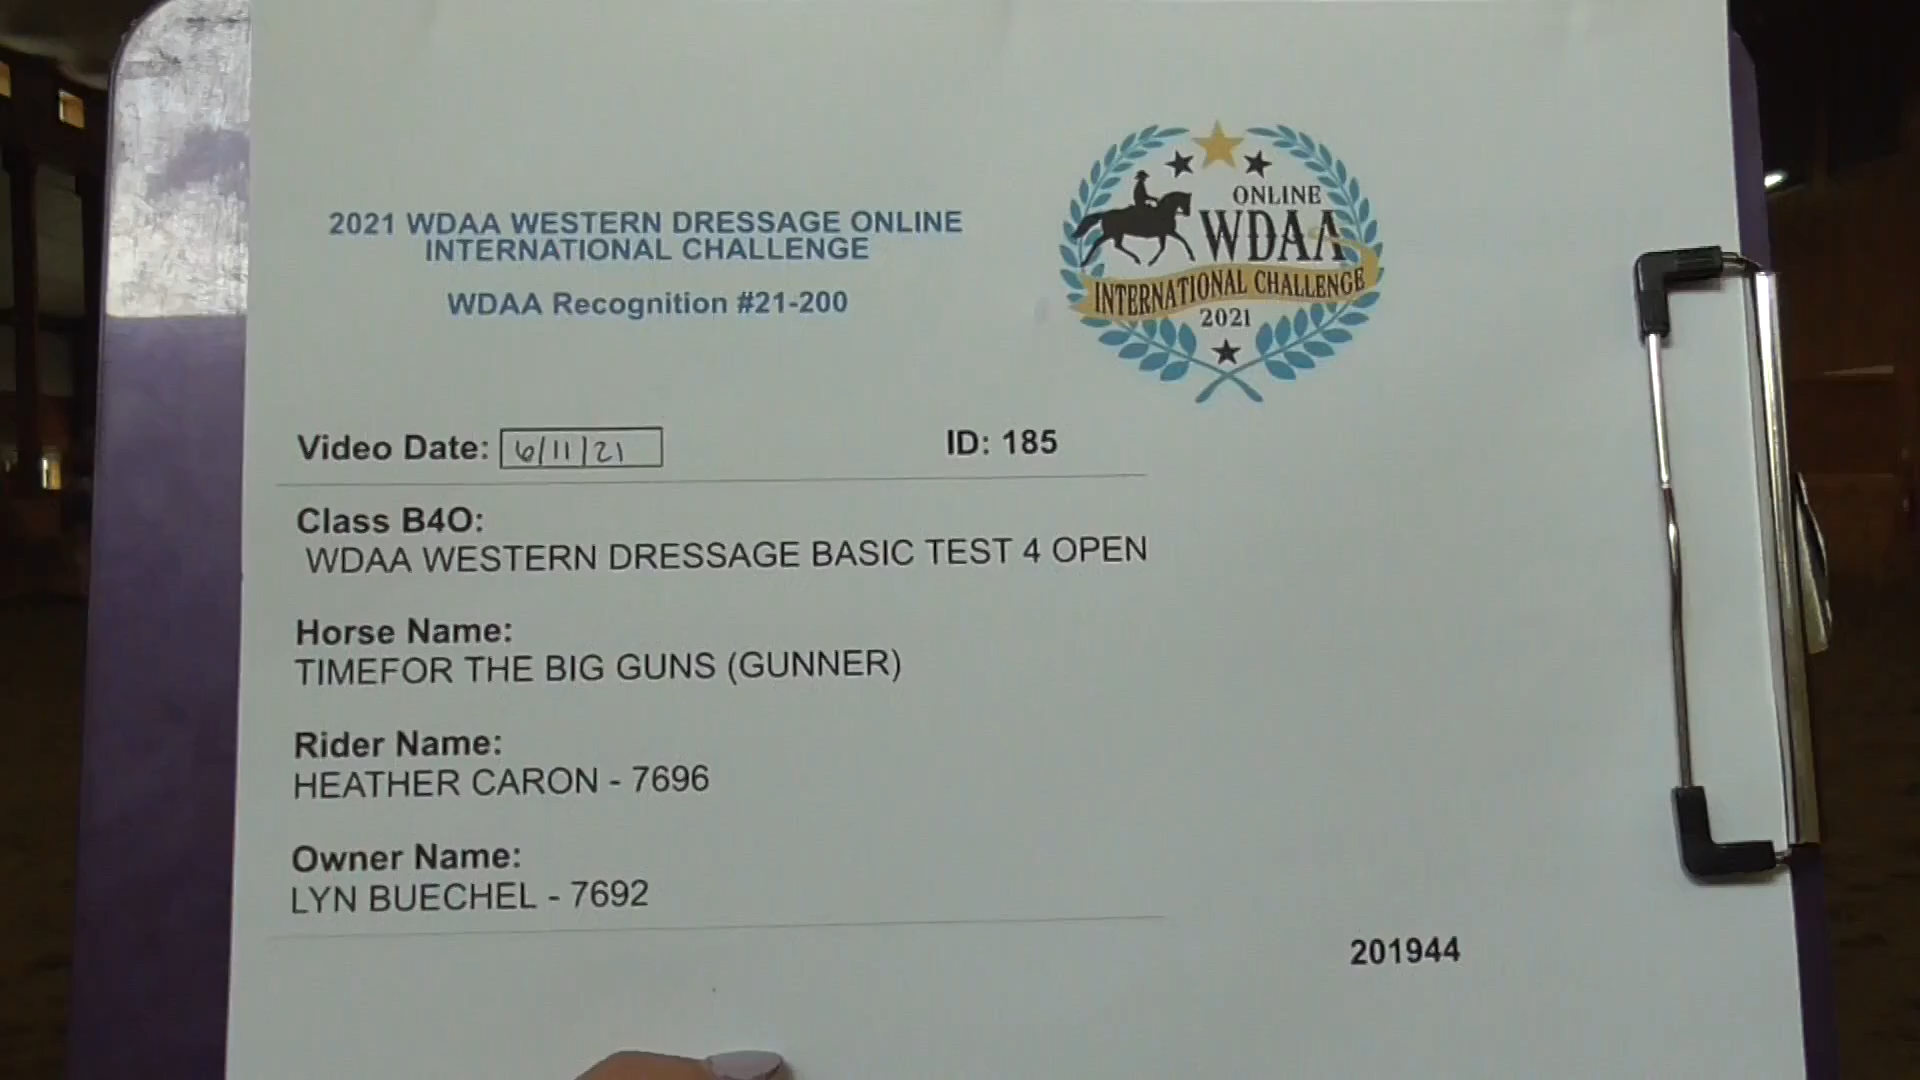 2021 WDAA WESTERN DRESSAGE ONLINE
INTERNATIONAL CHALLENGE
WDAA Recognition #21-200
ONLINE
WDAA
INTERNATIONAL CHALLENGE
2021
Video Date: 6/11/21
ID: 185
Class B4O:
WDAA WESTERN DRESSAGE BASIC TEST 4 OPEN
Horse Name:
TIMEFOR THE BIG GUNS (GUNNER)
Rider Name:
HEATHER CARON - 7696
Owner Name:
LYN BUECHEL - 7692
201944